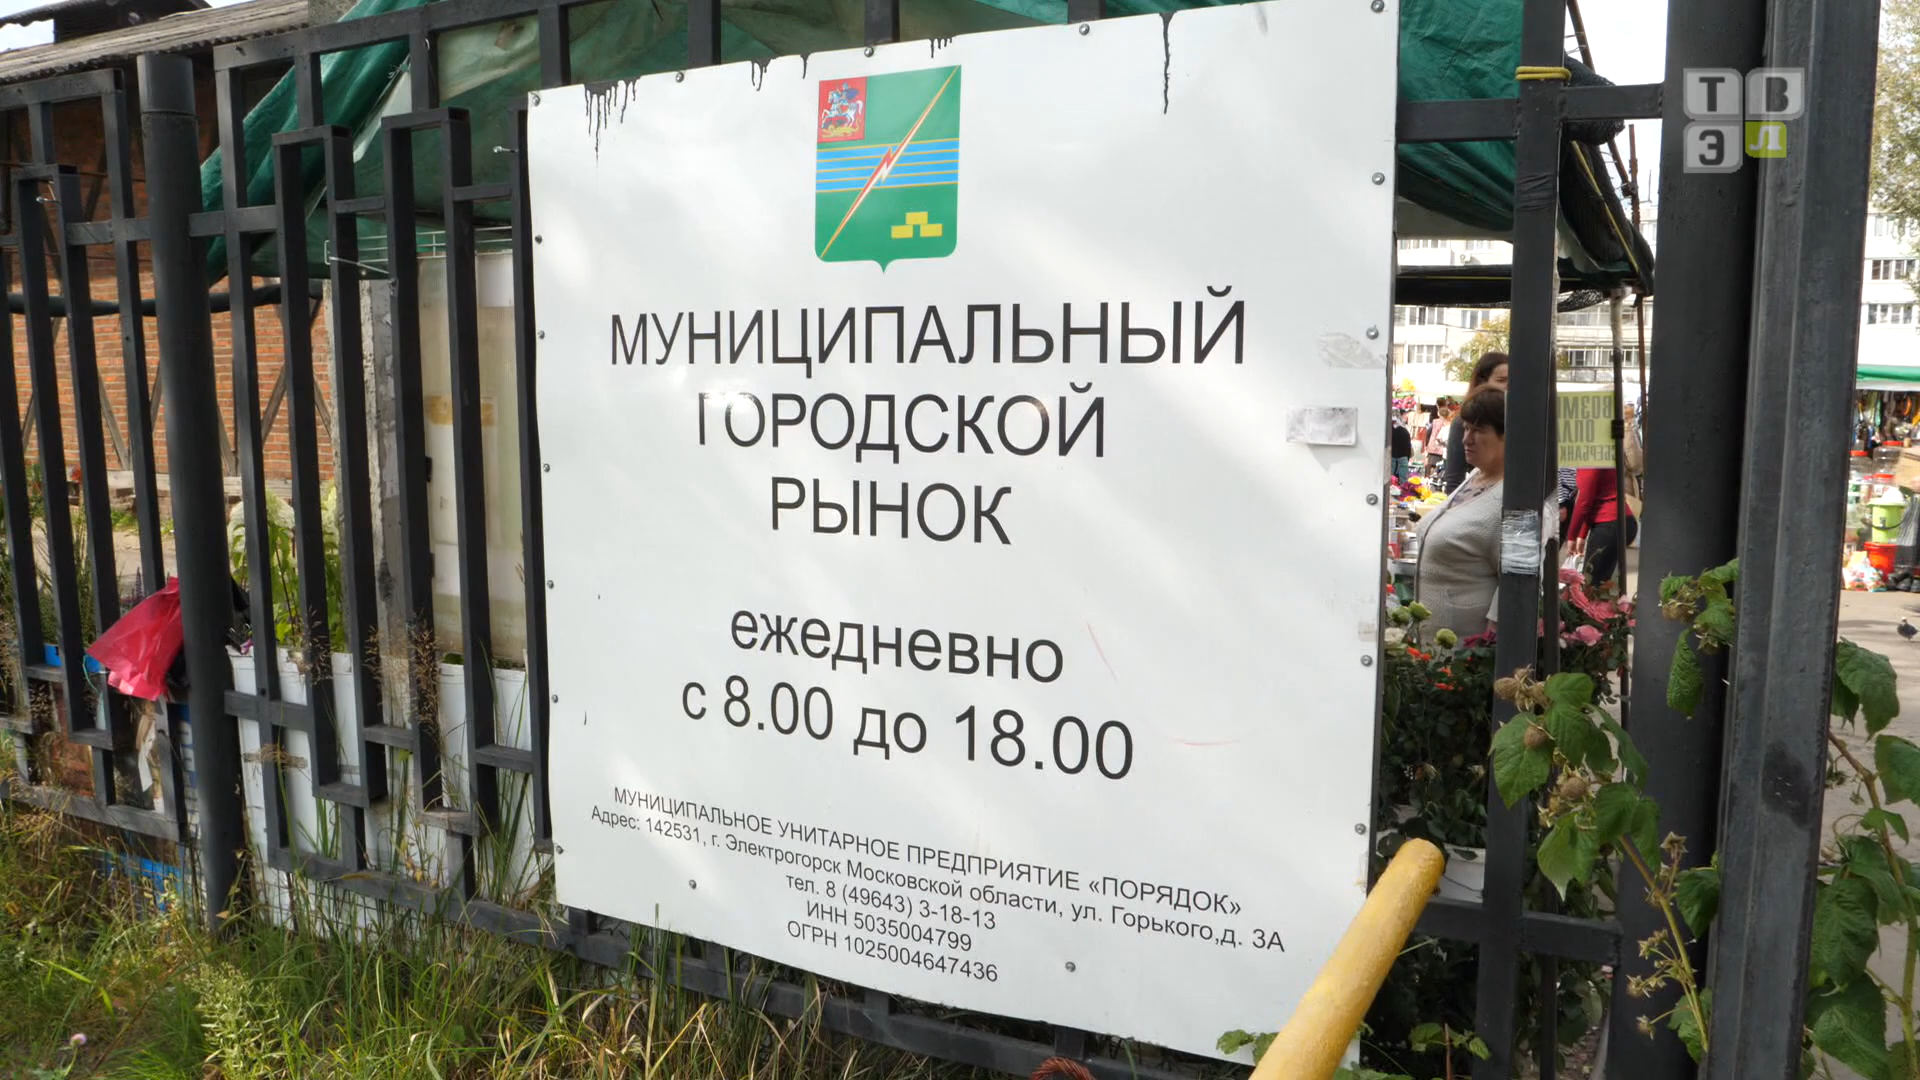 ТВ
ЭЛ
МУНИЦИПАЛЬНЫЙ
ГОРОДСКОЙ
РЫНОК
ежедневно
с 8.00 до 18.00
МУНИЦИПАЛЬНОЕ УНИТАРНОЕ ПРЕДПРИЯТИЕ «ПОРЯДОК»
Адрес: 142531, г. Электрогорск Московской области, ул. Горького,д. 3А
тел. 8 (49643) 3-18-13
ИНН 5035004799
ОГРН 1025004647436